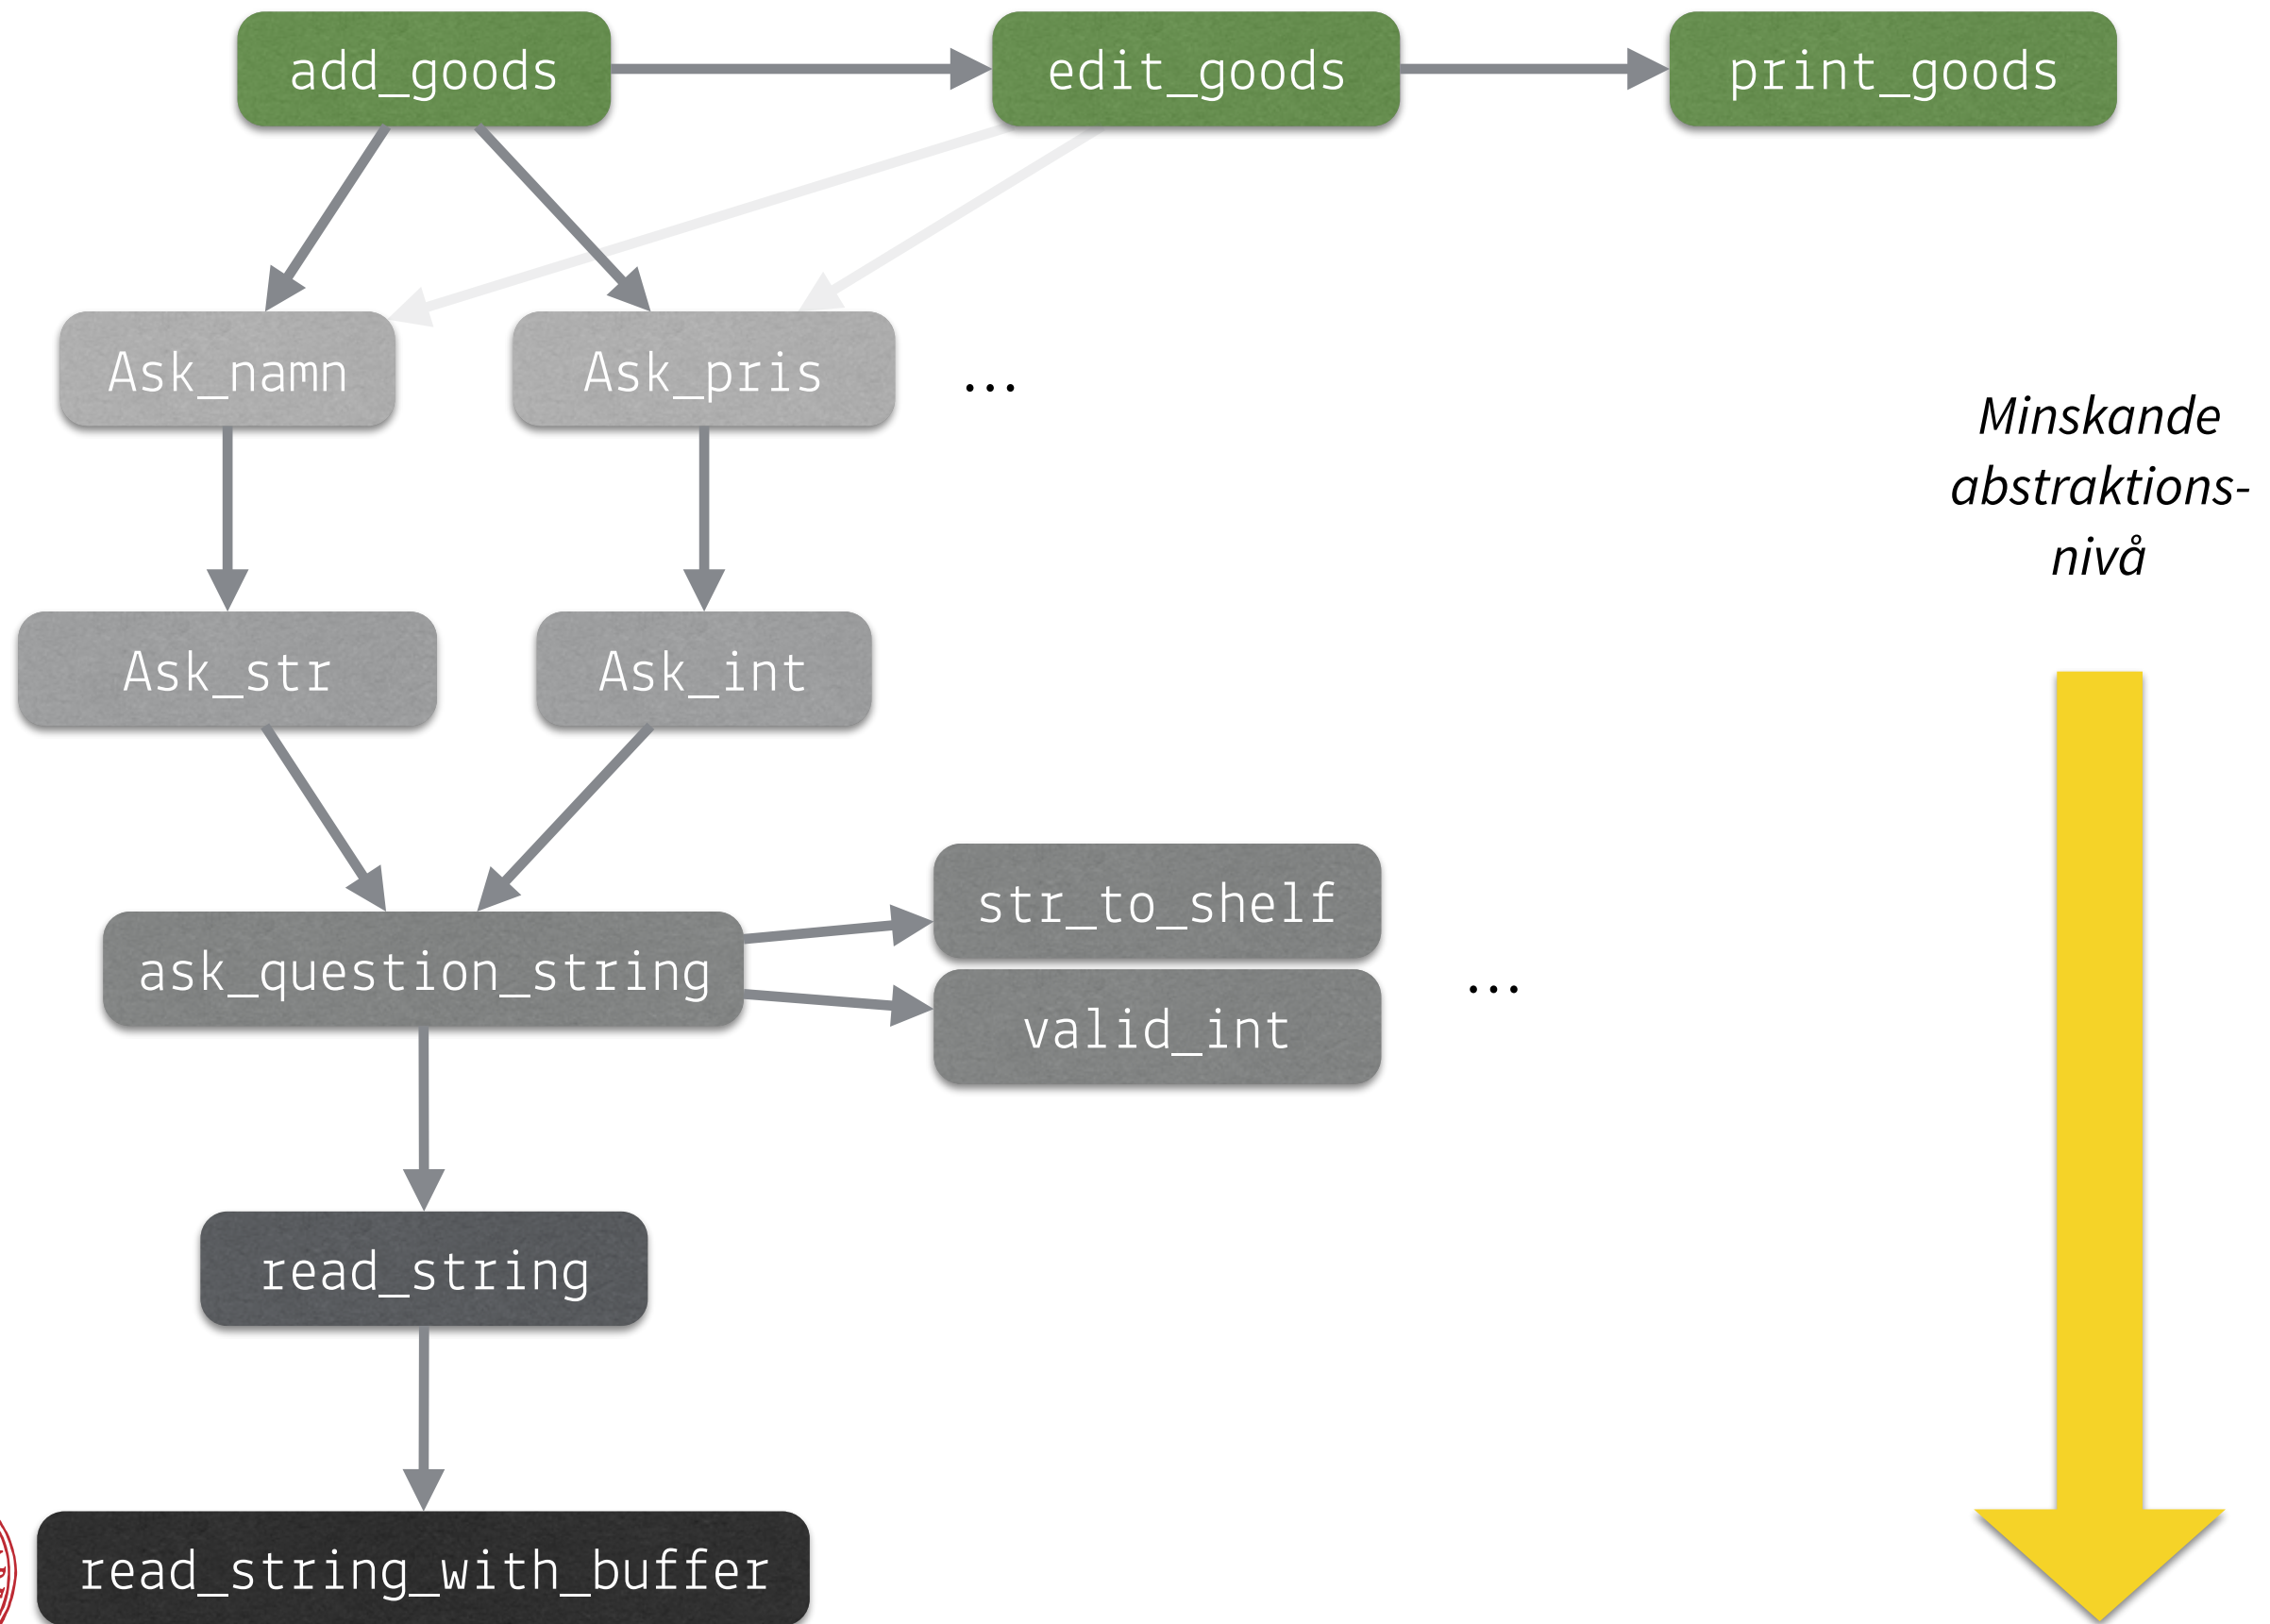 add_goods
edit_goods
print_goods
Ask_namn
Ask_pris
...
Minskande
abstraktions-
nivå
Ask_str
Ask_int
str_to_shelf
ask_question_string
...
valid_int
read_string
read_string_with_buffer